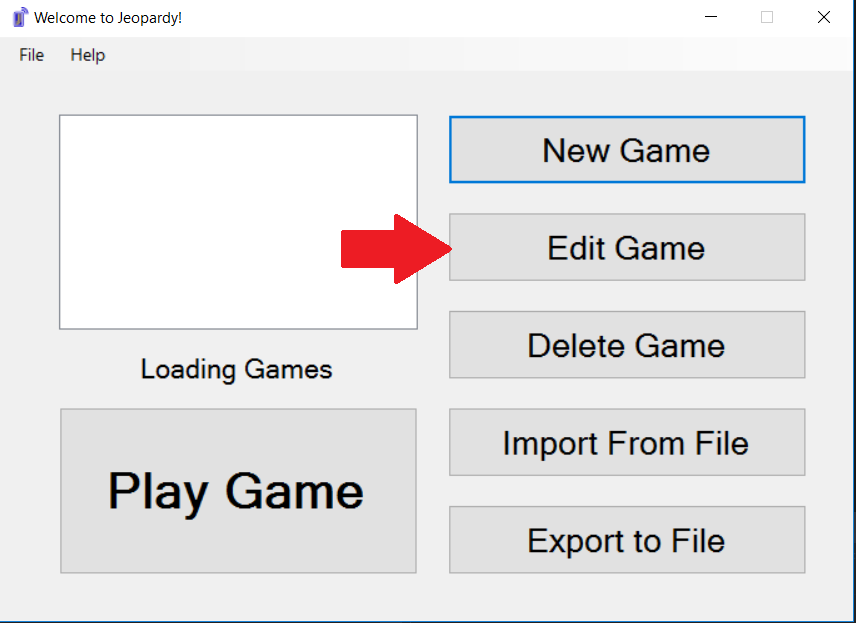 Welcome to Jeopardy!
File Help
New Game
Edit Game
Delete Game
Loading Games
Import From File
Play Game
Export to File